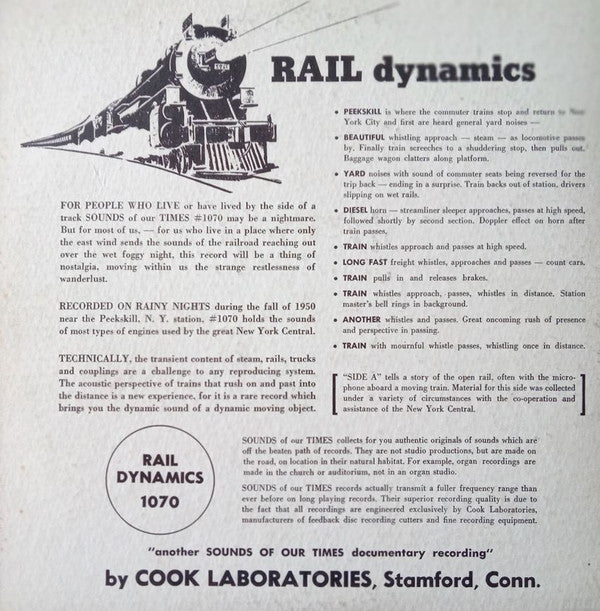 RAIL dynamics
FOR PEOPLE WHO LIVE or have lived by the side of a
track SOUNDS of our TIMES #1070 may be a nightmare.
But for most of us, — for us who live in a place where only
the east wind sends the sounds of the railroad reaching out
over the wet foggy night, this record will be a thing of
nostalgia, moving within us the strange restlessness of
wanderlust.
RECORDED ON RAINY NIGHTS during the fall of 1950
near the Peekskill, N. Y. station, #1070 holds the sounds
of most types of engines used by the great New York Central.
TECHNICALLY, the transient content of steam, rails, trucks
and couplings are a challenge to any reproducing system.
The acoustic perspective of trains that rush on and past into
the distance is a new experience, for it is a rare record which
brings you the dynamic sound of a dynamic moving object.
• PEEKSKILL is where the commuter trains stop and return to New
York City and first are heard general yard noises —
• BEAUTIFUL whistling approach — steam — as locomotive passes
by. Finally train screeches to a shuddering stop, then pulls out.
Baggage wagon clatters along platform.
• YARD noises with sound of commuter seats being reversed for the
trip back — ending in a surprise. Train backs out of station, drivers
slipping on wet rails.
• DIESEL horn — streamliner sleeper approaches, passes at high speed,
followed shortly by second section. Doppler effect on horn after
train passes.
• TRAIN whistles approach and passes at high speed.
• LONG FAST freight whistles, approaches and passes — count cars.
• TRAIN pulls in and releases brakes.
• TRAIN whistles approach, passes, whistles in distance. Station
master's bell rings in background.
• ANOTHER whistles and passes. Great oncoming rush of presence
and perspective in passing.
• TRAIN with mournful whistle passes, whistling once in distance.
"SIDE A" tells a story of the open rail, often with the micro-
phone aboard a moving train. Material for this side was collected
under a variety of circumstances with the co-operation and
assistance of the New York Central.
RAIL
DYNAMICS
1070
SOUNDS of our TIMES collects for you authentic originals of sounds which are
off the beaten path of records. They are not studio productions, but are made on
the road, on location in their natural habitat. For example, organ recordings are
made in the church or auditorium, not in an organ studio.
SOUNDS of our TIMES records actually transmit a fuller frequency range than
ever before on long playing records. Their superior recording quality is due to
the fact that all recordings are engineered exclusively by Cook Laboratories,
manufacturers of feedback disc recording cutters and fine recording equipment.
"another SOUNDS OF OUR TIMES documentary recording"
by COOK LABORATORIES, Stamford, Conn.